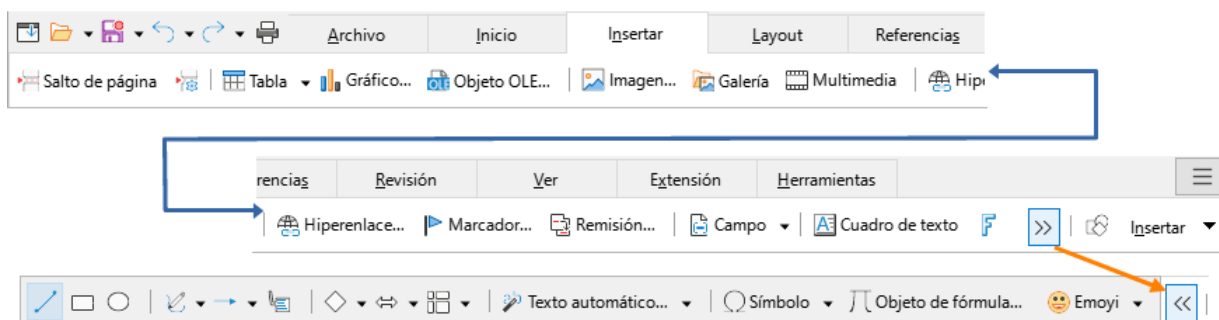 Archivo Inicio Insertar Layout Referencias
Salto de página Tabla Gráfico... OLE Objeto OLE... Imagen... Galería Multimedia Hipe
rencias Revisión Ver Extensión Herramientas
Hiperenlace... Marcador... Remisión... Campo Cuadro de texto Insertar
Texto automático... Símbolo Objeto de fórmula... Emoyi